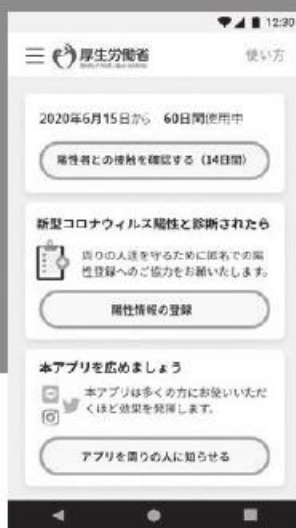 12:30
厚生労働省
使い方
2020年6月15日から 60日間使用中
陽性者との接触を確認する（14日間）
新型コロナウィルス陽性と診断されたら
周りの人達を守るために匿名での陽
性登録へのご協力をお願いいたします。
陽性情報の登録
本アプリを広めましょう
本アプリは多くの方にお使いいただ
くほど効果を発揮します。
アプリを周りの人に知らせる